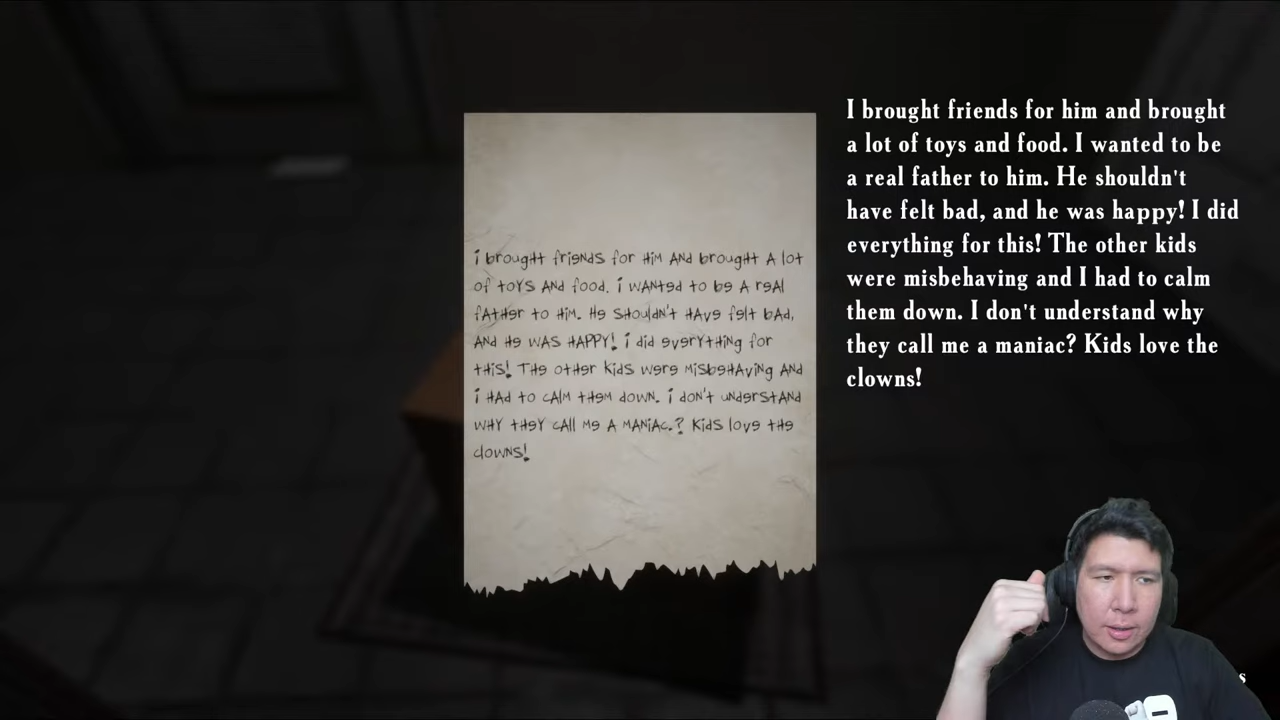 i brought friends for him and brought a lot
of toys and food. i wanted to be a real
father to him. He shouldn't have felt bad,
and he was happy! i did everything for
this! The other kids were misbehaving and
i had to calm them down. i don't understand
why they call me a maniac.? Kids love the
clowns!
I brought friends for him and brought
a lot of toys and food. I wanted to be
a real father to him. He shouldn't
have felt bad, and he was happy! I did
everything for this! The other kids
were misbehaving and I had to calm
them down. I don't understand why
they call me a maniac? Kids love the
clowns!